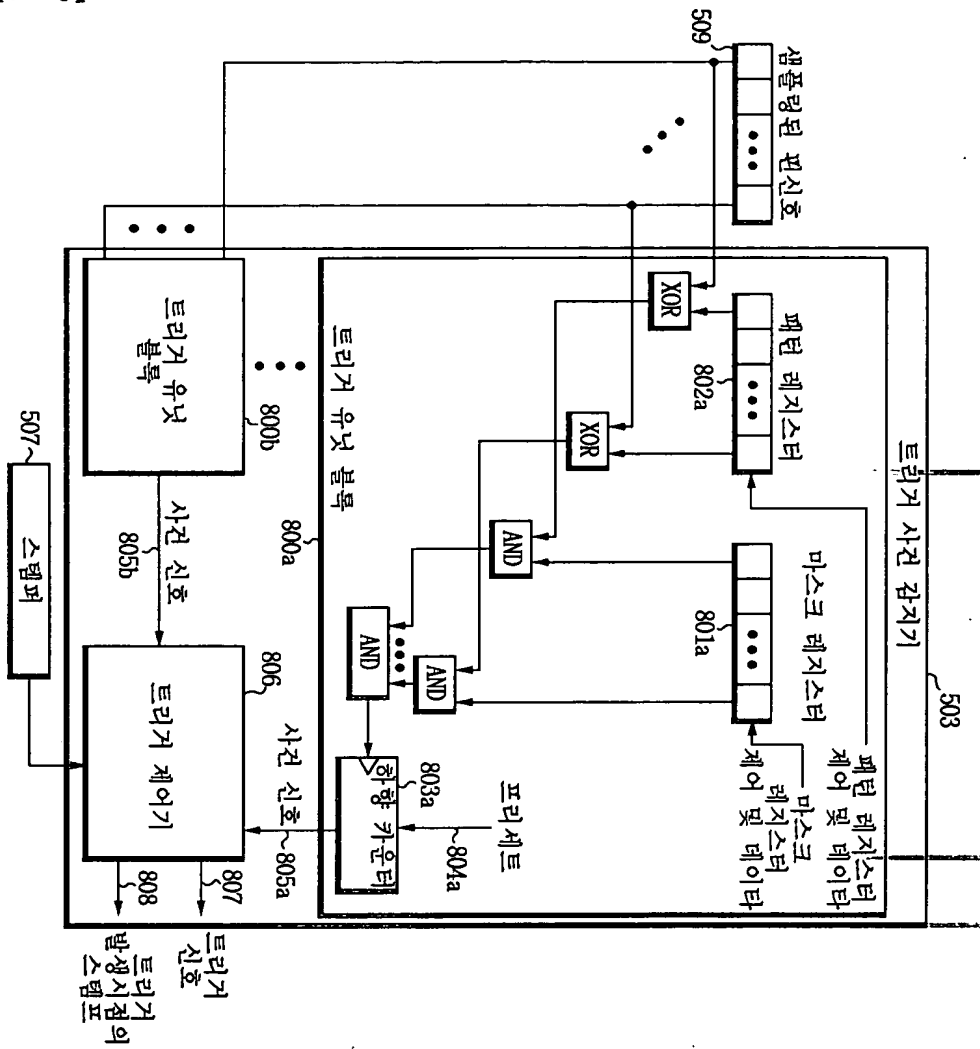 503
트리거 사건 감지기
패턴 레지스터
제어 및 데이타
마스크
레지스터
제어 및 데이타
샘플링된 핀신호
509
패턴 레지스터
802a
마스크 레지스터
801a
XOR
XOR
AND
AND
AND
프리세트
804a
803a
하향 카운터
트리거 유닛 블록
800a
사건 신호
805a
800b
트리거 유닛
블록
사건 신호
805b
806
트리거 제어기
807
트리거
신호
808
트리거
발생시점의
스템프
507
스템퍼